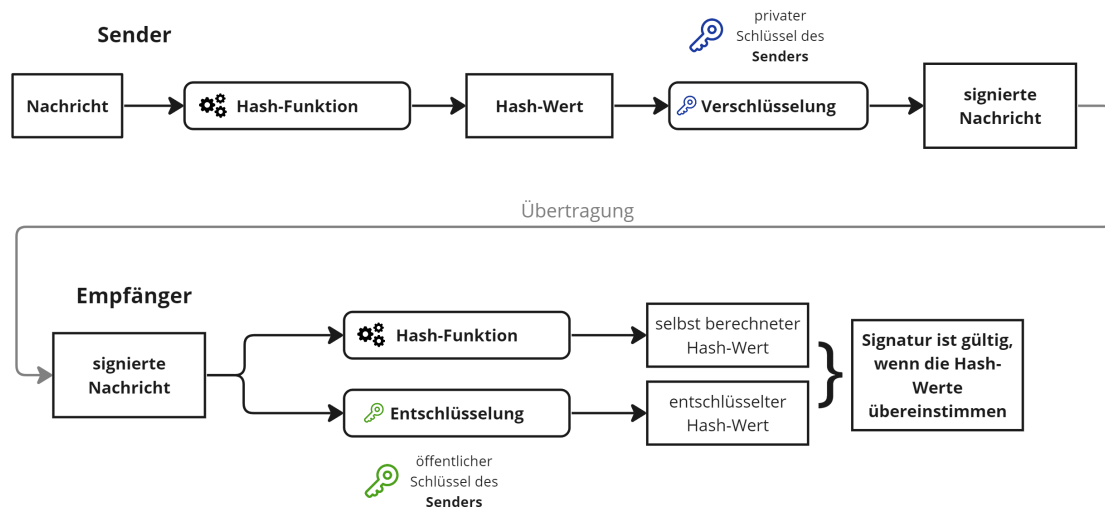 Sender
privater
Schlüssel des
Senders
Nachricht
Hash-Funktion
Hash-Wert
Verschlüsselung
signierte
Nachricht
Übertragung
Empfänger
signierte
Nachricht
Hash-Funktion
selbst berechneter
Hash-Wert
Entschlüsselung
entschlüsselter
Hash-Wert
Signatur ist gültig,
wenn die Hash-
Werte
übereinstimmen
öffentlicher
Schlüssel des
Senders